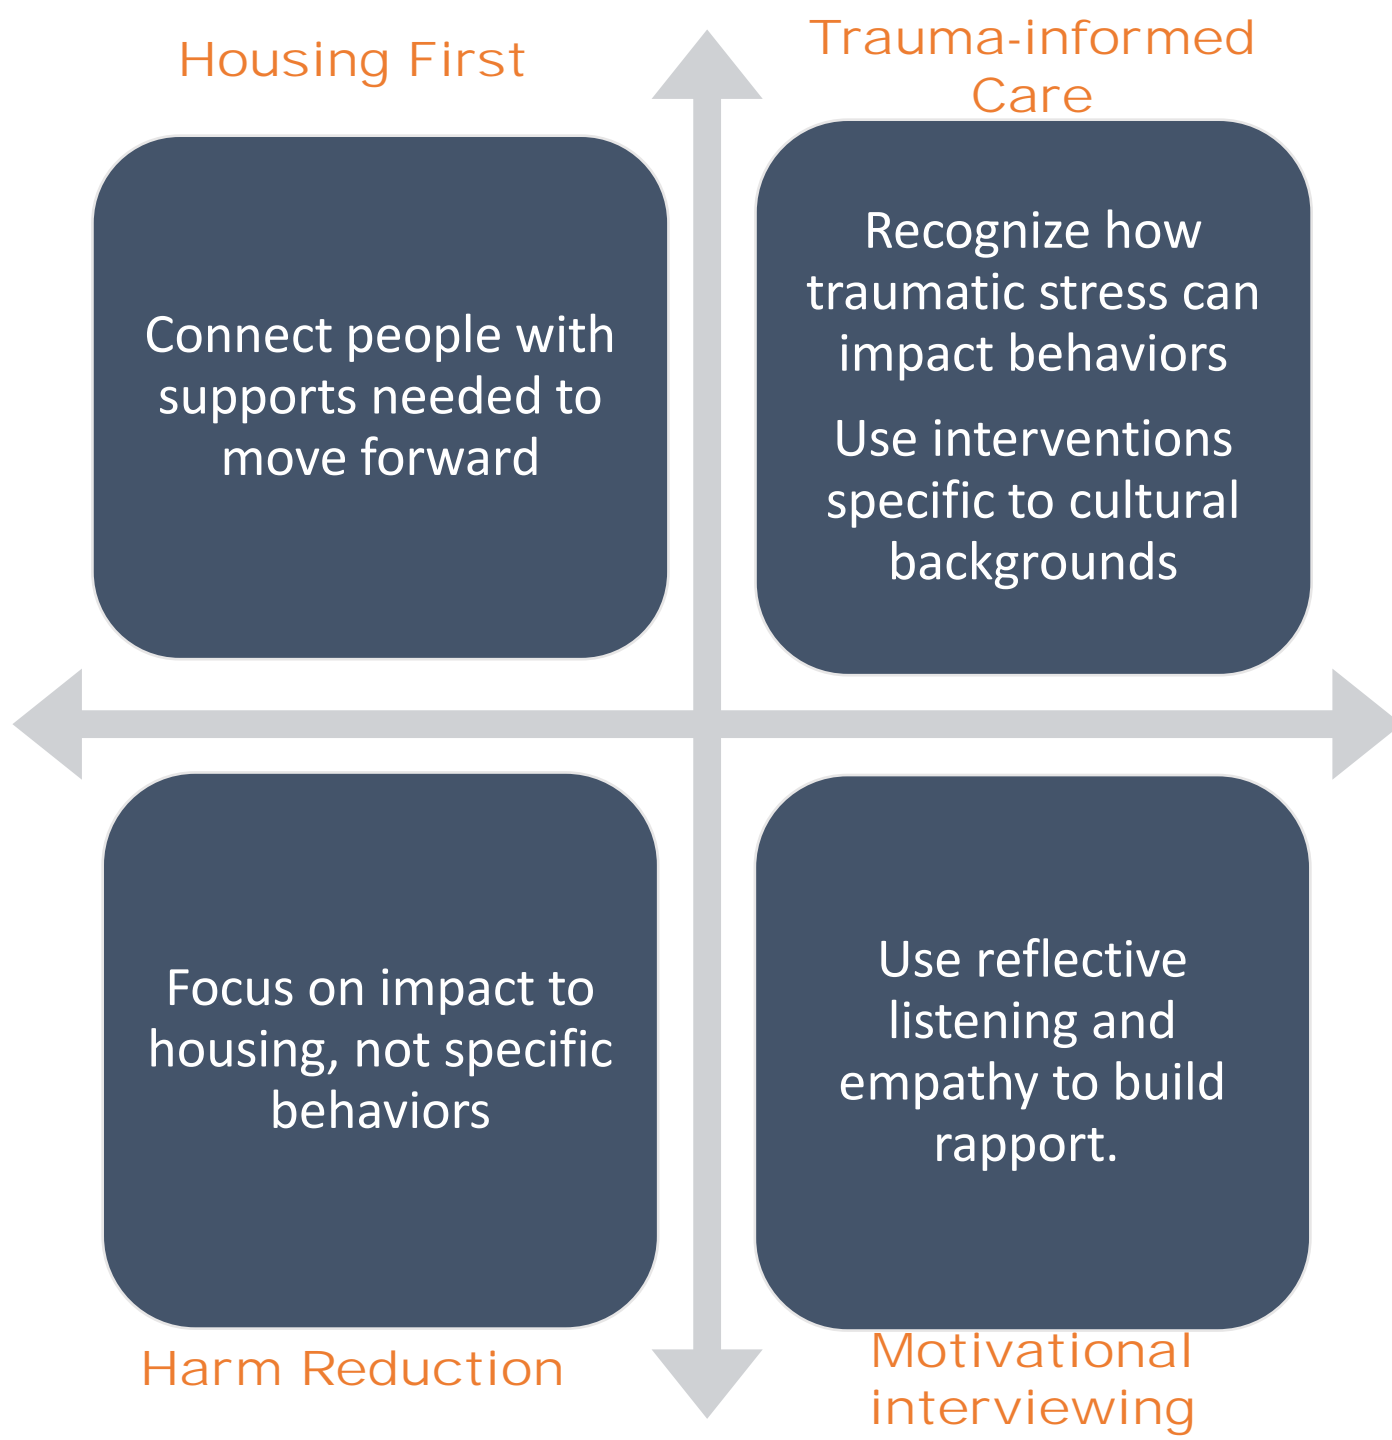 Housing First
Connect people with
supports needed to
move forward
Trauma-informed
Care
Recognize how
traumatic stress can
impact behaviors
Use interventions
specific to cultural
backgrounds
Focus on impact to
housing, not specific
behaviors
Harm Reduction
Use reflective
listening and
empathy to build
rapport.
Motivational
interviewing